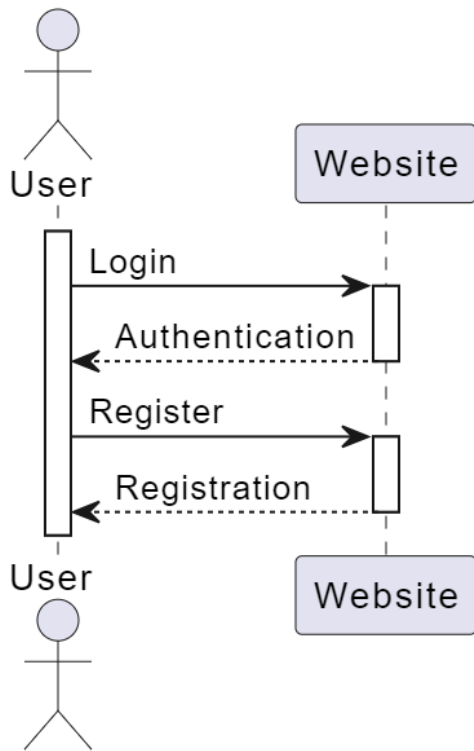 User
Website
Login
Authentication
Register
Registration
User
Website